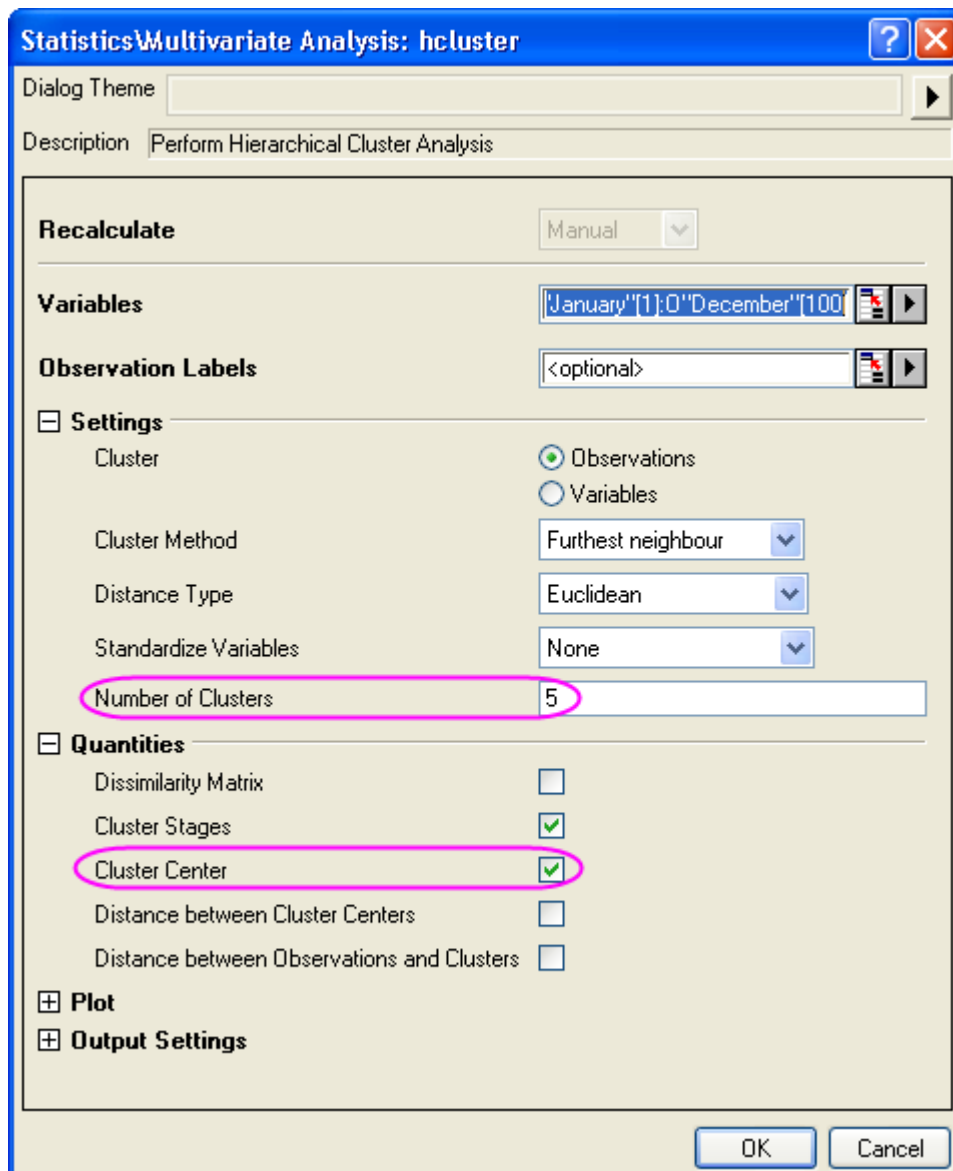 Statistics\Multivariate Analysis: hcluster
Dialog Theme
Description Perform Hierarchical Cluster Analysis
Recalculate Manual
Variables 'January"[1]:O"December"[100]
Observation Labels <optional>
Settings
Cluster Observations
Variables
Cluster Method Furthest neighbour
Distance Type Euclidean
Standardize Variables None
Number of Clusters 5
Quantities
Dissimilarity Matrix
Cluster Stages
Cluster Center
Distance between Cluster Centers
Distance between Observations and Clusters
Plot
Output Settings
OK Cancel